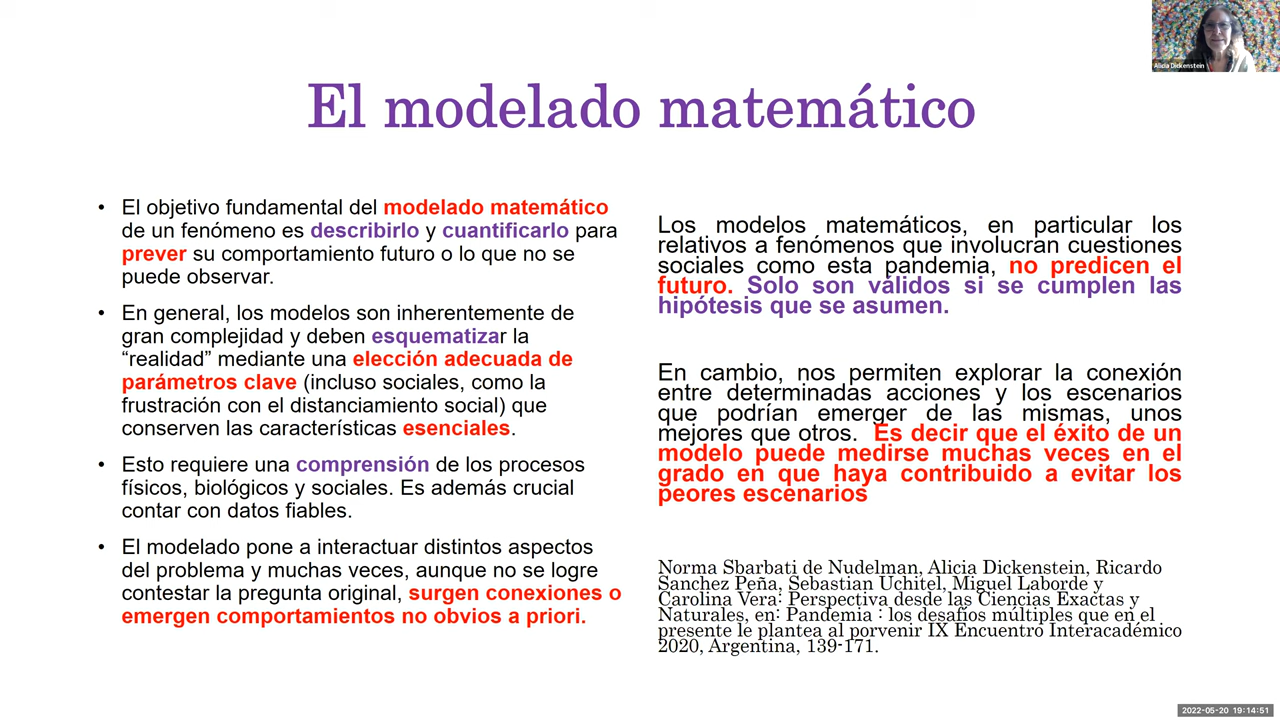 Alicia Dickenstein
El modelado matemático
• El objetivo fundamental del modelado matemático
de un fenómeno es describirlo y cuantificarlo para
prever su comportamiento futuro o lo que no se
puede observar.
• En general, los modelos son inherentemente de
gran complejidad y deben esquematizar la
“realidad” mediante una elección adecuada de
parámetros clave (incluso sociales, como la
frustración con el distanciamiento social) que
conserven las características esenciales.
• Esto requiere una comprensión de los procesos
físicos, biológicos y sociales. Es además crucial
contar con datos fiables.
• El modelado pone a interactuar distintos aspectos
del problema y muchas veces, aunque no se logre
contestar la pregunta original, surgen conexiones o
emergen comportamientos no obvios a priori.
Los modelos matemáticos, en particular los
relativos a fenómenos que involucran cuestiones
sociales como esta pandemia, no predicen el
futuro. Solo son válidos si se cumplen las
hipótesis que se asumen.
En cambio, nos permiten explorar la conexión
entre determinadas acciones y los escenarios
que podrían emerger de las mismas, unos
mejores que otros. Es decir que el éxito de un
modelo puede medirse muchas veces en el
grado en que haya contribuido a evitar los
peores escenarios
Norma Sbarbati de Nudelman, Alicia Dickenstein, Ricardo
Sanchez Peña, Sebastian Uchitel, Miguel Laborde y
Carolina Vera: Perspectiva desde las Ciencias Exactas y
Naturales, en: Pandemia : los desafíos múltiples que en el
presente le plantea al porvenir IX Encuentro Interacadémico
2020, Argentina, 139-171.
2022-05-20 19:14:51